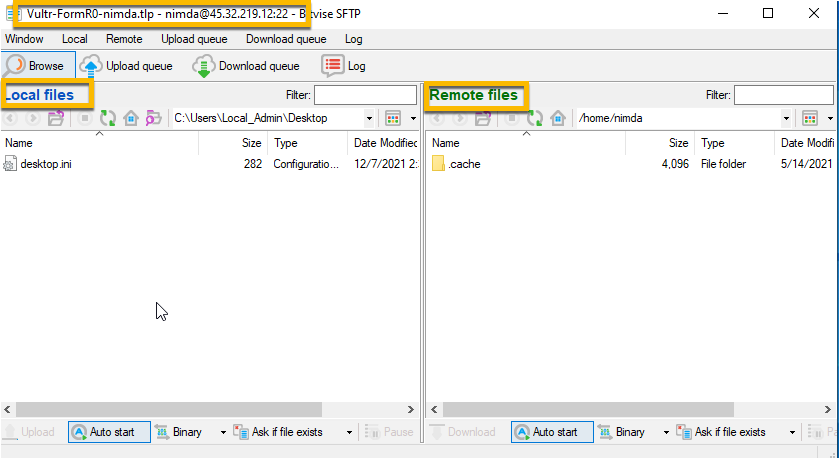 Vultr-FormR0-nimda.tlp - nimda@45.32.219.12:22 - Bitvise SFTP
Window Local Remote Upload queue Download queue Log
Browse Upload queue Download queue Log
Local files Filter:
C:\Users\Local_Admin\Desktop
Name Size Type Date Modified
desktop.ini 282 Configuratio... 12/7/2021 2:
Remote files Filter:
/home/nimda
Name Size Type Date Modifi
.cache 4,096 File folder 5/14/2021
Upload Auto start Binary Ask if file exists Pause
Download Auto start Binary Ask if file exists Pa